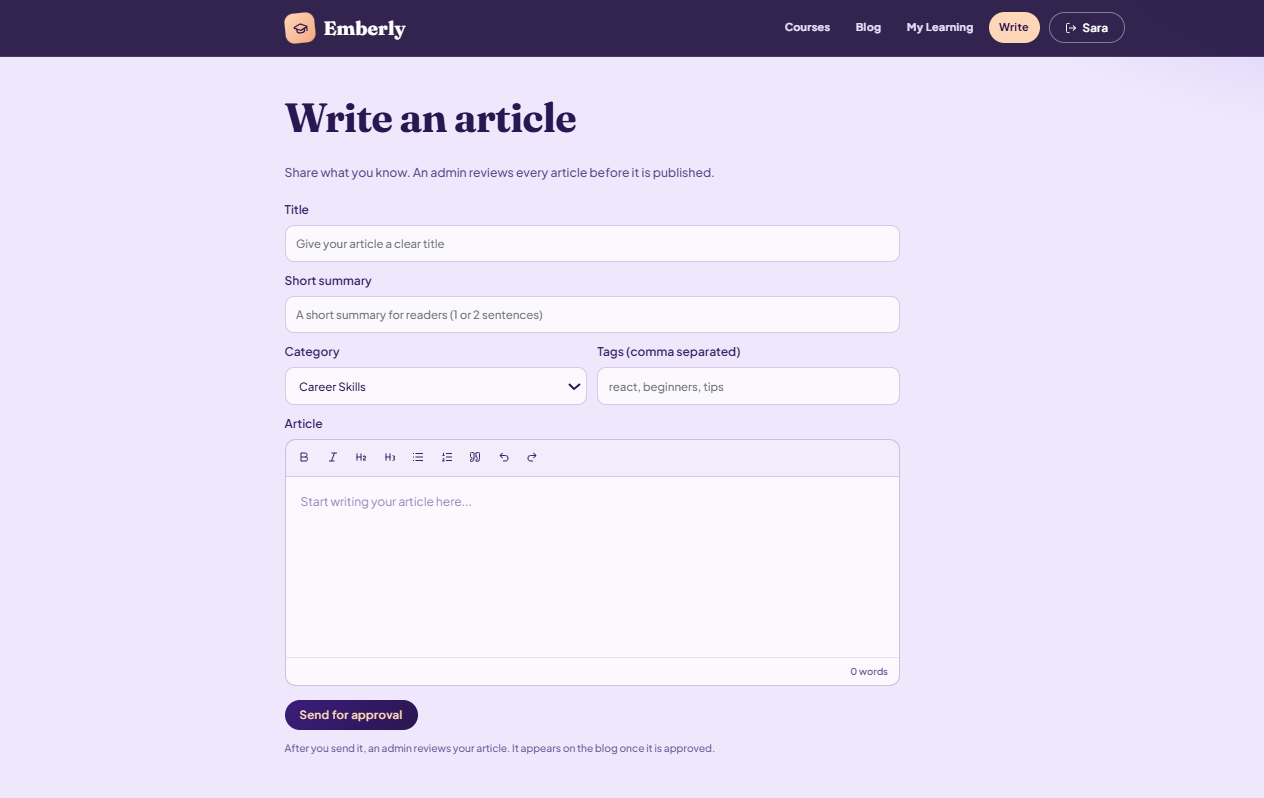 Emberly
Courses
Blog
My Learning
Write
Sara
Write an article
Share what you know. An admin reviews every article before it is published.
Title
Give your article a clear title
Short summary
A short summary for readers (1 or 2 sentences)
Category
Tags (comma separated)
Career Skills
react, beginners, tips
Article
B I H2 H3
Start writing your article here...
0 words
Send for approval
After you send it, an admin reviews your article. It appears on the blog once it is approved.